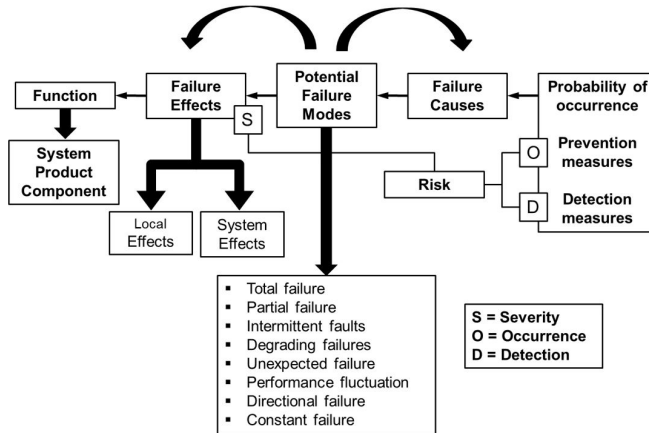 Function
System
Product
Component
Failure
Effects
S
Local
Effects
System
Effects
Potential
Failure
Modes
Failure
Causes
Probability of
occurrence
Prevention
measures
Detection
measures
O
D
Risk
▪ Total failure
▪ Partial failure
▪ Intermittent faults
▪ Degrading failures
▪ Unexpected failure
▪ Performance fluctuation
▪ Directional failure
▪ Constant failure
S = Severity
O = Occurrence
D = Detection